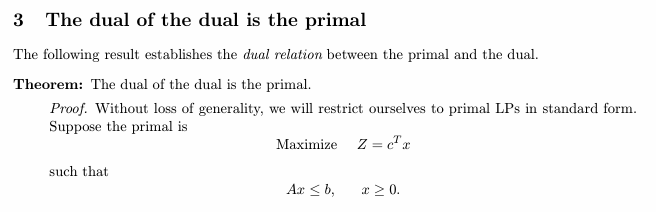 3 The dual of the dual is the primal
The following result establishes the dual relation between the primal and the dual.
Theorem: The dual of the dual is the primal.
Proof. Without loss of generality, we will restrict ourselves to primal LPs in standard form.
Suppose the primal is
Maximize Z = c^T x
such that
Ax ≤ b, x ≥ 0.